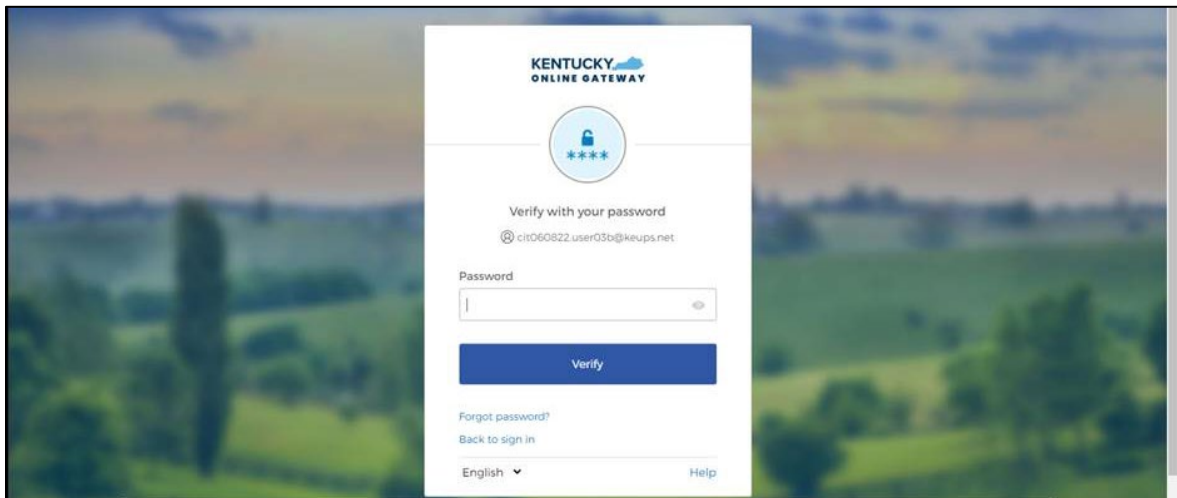 KENTUCKY
ONLINE GATEWAY
****
Verify with your password
cit060822.user03b@keups.net
Password
Verify
Forgot password?
Back to sign in
English Help